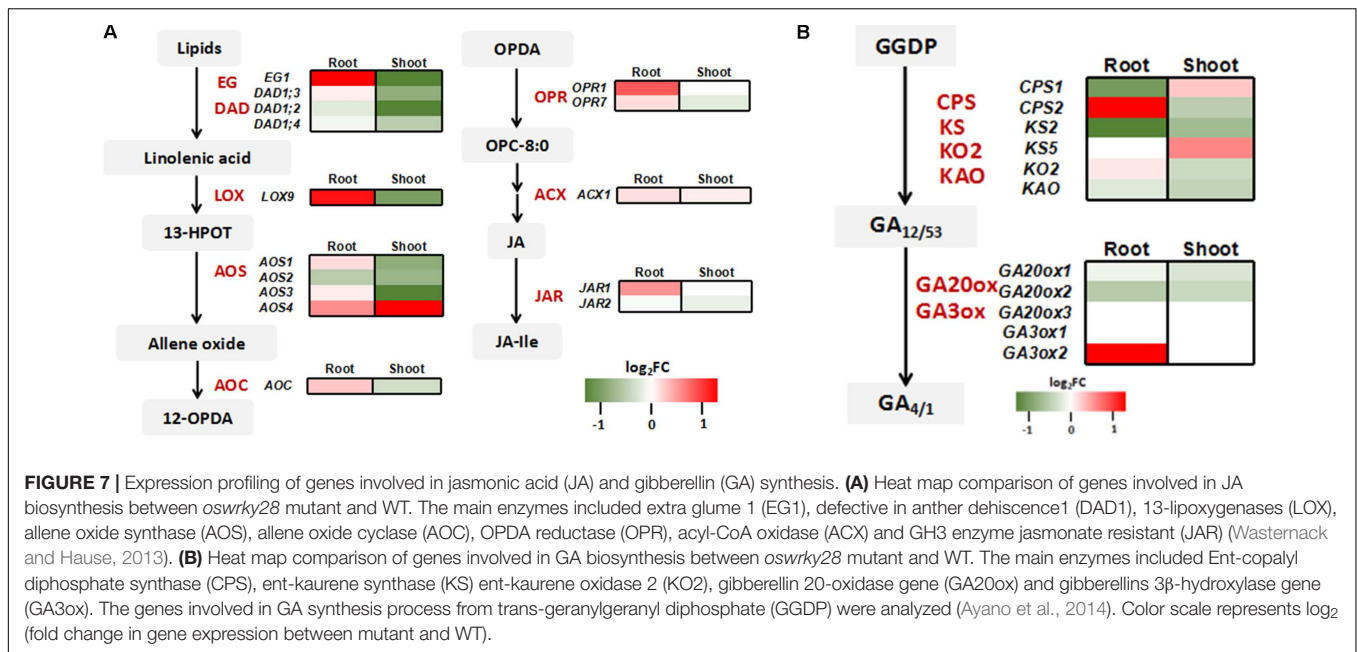 A
Lipids
EG
DAD
Root Shoot
EG1
DAD1;3
DAD1;2
DAD1;4
Linolenic acid
LOX
Root Shoot
LOX9
13-HPOT
AOS
Root Shoot
AOS1
AOS2
AOS3
AOS4
Allene oxide
AOC
Root Shoot
AOC
12-OPDA
OPDA
OPR
Root Shoot
OPR1
OPR7
OPC-8:0
ACX
Root Shoot
ACX1
JA
JAR
Root Shoot
JAR1
JAR2
JA-Ile
log2FC
-1 0 1
B
GGDP
CPS
KS
KO2
KAO
Root Shoot
CPS1
CPS2
KS2
KS5
KO2
KAO
GA12/53
GA20ox
GA3ox
Root Shoot
GA20ox1
GA20ox2
GA20ox3
GA3ox1
GA3ox2
GA4/1
log2FC
-1 0 1
FIGURE 7 | Expression profiling of genes involved in jasmonic acid (JA) and gibberellin (GA) synthesis. (A) Heat map comparison of genes involved in JA
biosynthesis between oswrky28 mutant and WT. The main enzymes included extra glume 1 (EG1), defective in anther dehiscence1 (DAD1), 13-lipoxygenases (LOX),
allene oxide synthase (AOS), allene oxide cyclase (AOC), OPDA reductase (OPR), acyl-CoA oxidase (ACX) and GH3 enzyme jasmonate resistant (JAR) (Wasternack
and Hause, 2013). (B) Heat map comparison of genes involved in GA biosynthesis between oswrky28 mutant and WT. The main enzymes included Ent-copalyl
diphosphate synthase (CPS), ent-kaurene synthase (KS) ent-kaurene oxidase 2 (KO2), gibberellin 20-oxidase gene (GA20ox) and gibberellins 3β-hydroxylase gene
(GA3ox). The genes involved in GA synthesis process from trans-geranylgeranyl diphosphate (GGDP) were analyzed (Ayano et al., 2014). Color scale represents log2
(fold change in gene expression between mutant and WT).